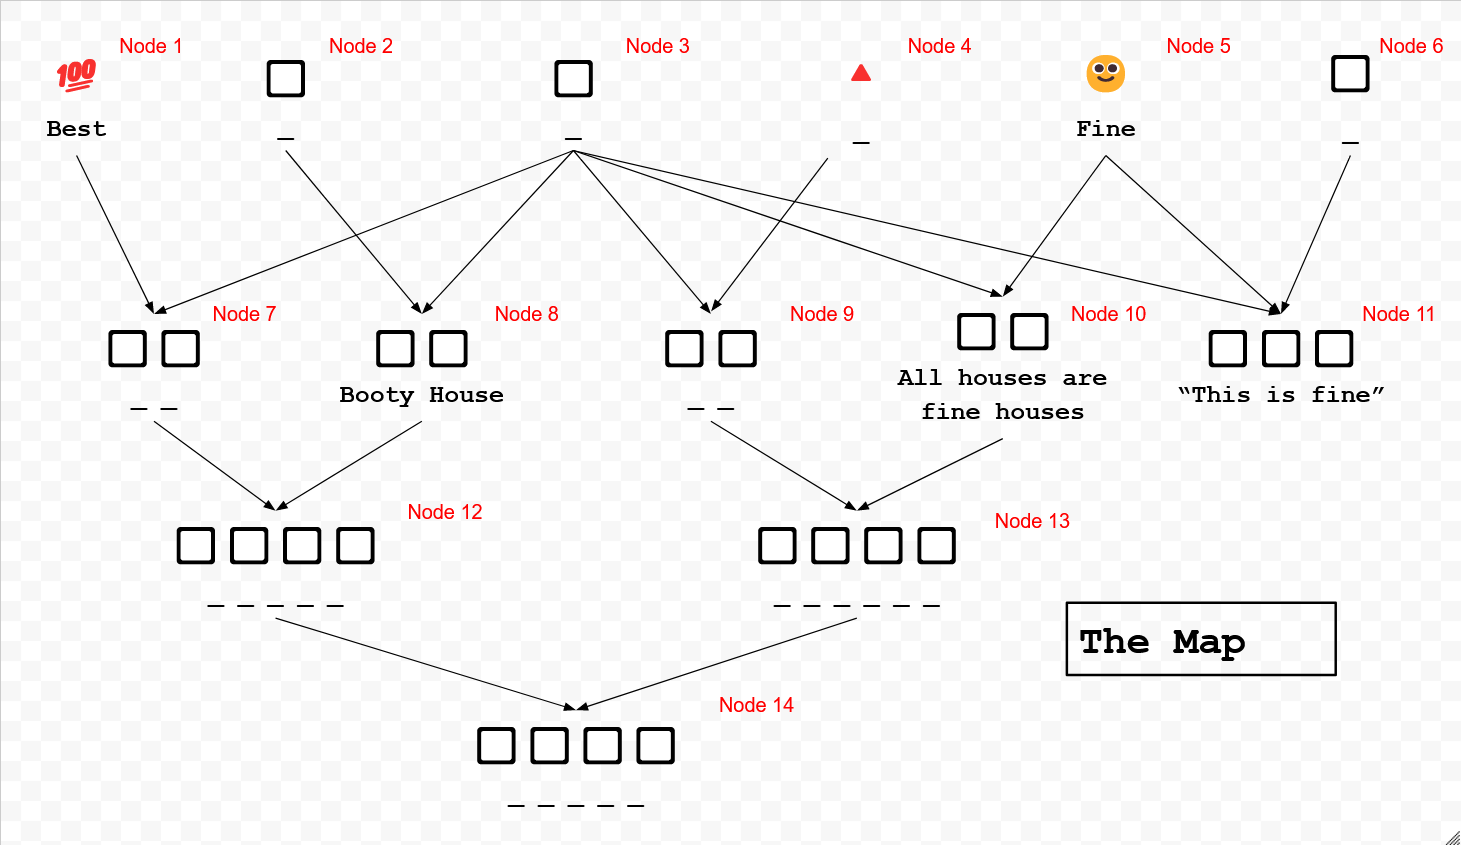 Node 1
Node 2
Node 3
Node 4
Node 5
Node 6
💯
🔺
🙂
Best
_
_
_
Fine
_
Node 7
Node 8
Node 9
Node 10
Node 11
_ _
Booty House
_ _
All houses are
fine houses
“This is fine”
Node 12
Node 13
_ _ _ _ _
_ _ _ _ _ _
The Map
Node 14
_ _ _ _ _